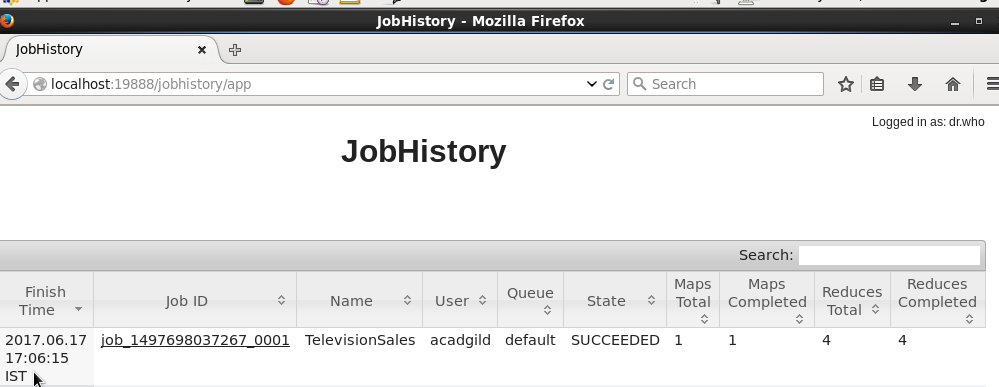 JobHistory - Mozilla Firefox
JobHistory
localhost:19888/jobhistory/app
Search
Logged in as: dr.who
JobHistory
Search:
Finish Time
Job ID
Name
User
Queue
State
Maps Total
Maps Completed
Reduces Total
Reduces Completed
2017.06.17
17:06:15
IST
job_1497698037267_0001
TelevisionSales
acadgild
default
SUCCEEDED
1
1
4
4